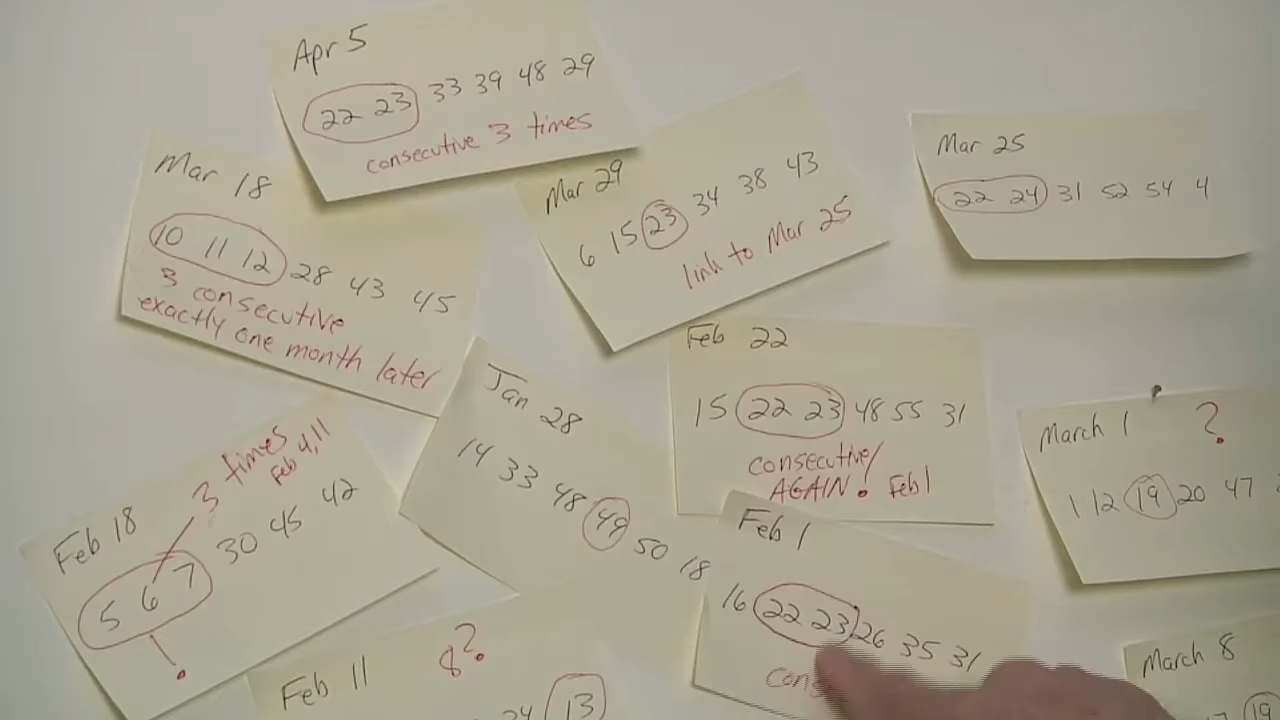 Apr 5
22 23 33 39 48 29
consecutive 3 times
Mar 18
10 11 12 28 43 45
3 consecutive
exactly one month later
Mar 29
6 15 23 34 38 43
link to Mar 25
Mar 25
22 24 31 52 54 4
Feb 22
15 22 23 48 55 31
consecutive/
AGAIN! Feb 1
Jan 28
14 33 48 49 50 18
March 1 ?
1 12 19 20 47
3 times
Feb 4,11
Feb 18
5 6 7 30 45 42
!
Feb 1
16 22 23 26 35 31
Feb 11 8?
24 13
March 8
19